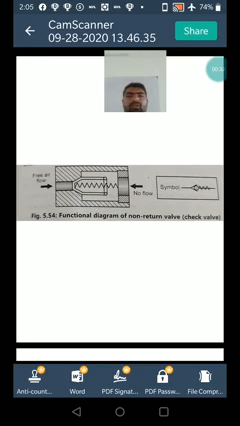 2:05
74%
CamScanner
09-28-2020 13.46.35
Share
Free air
flow
No flow
Symbol
Fig. 5.54: Functional diagram of non-return valve (check valve)
Anti-count...
Word
PDF Signat...
PDF Passw...
File Compr...